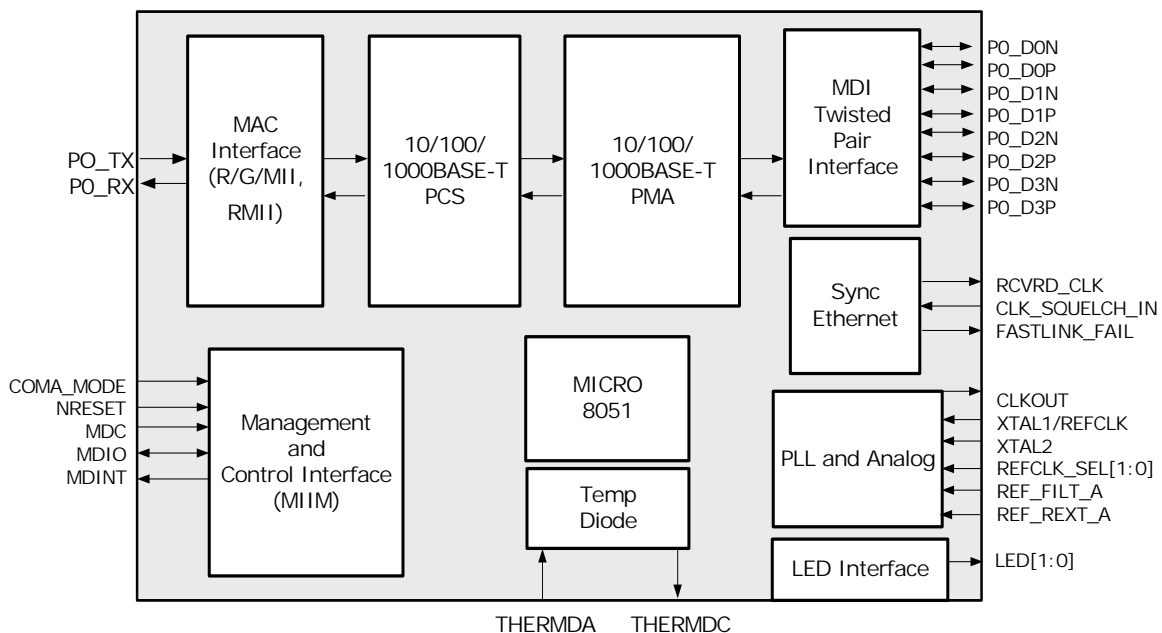 PO_TX
P0_RX
MAC
Interface
(R/G/MII,
RMII)
10/100/
1000BASE-T
PCS
10/100/
1000BASE-T
PMA
MDI
Twisted
Pair
Interface
P0_D0N
P0_D0P
P0_D1N
P0_D1P
P0_D2N
P0_D2P
P0_D3N
P0_D3P
Sync
Ethernet
RCVRD_CLK
CLK_SQUELCH_IN
FASTLINK_FAIL
COMA_MODE
NRESET
MDC
MDIO
MDINT
Management
and
Control Interface
(MIIM)
MICRO
8051
Temp
Diode
THERMDA
THERMDC
PLL and Analog
CLKOUT
XTAL1/REFCLK
XTAL2
REFCLK_SEL[1:0]
REF_FILT_A
REF_REXT_A
LED Interface
LED[1:0]